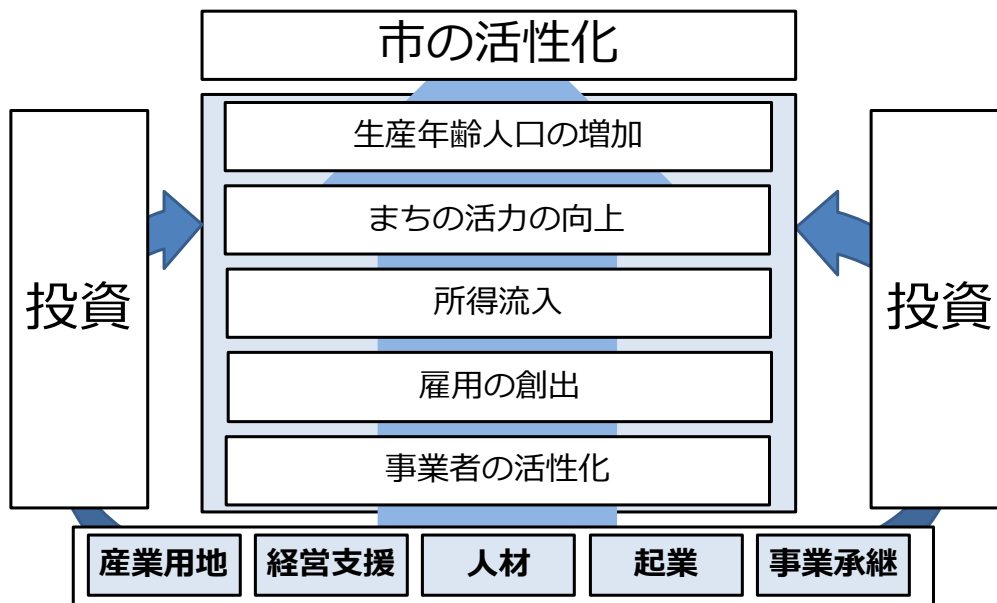 市の活性化
生産年齢人口の増加
まちの活力の向上
所得流入
雇用の創出
事業者の活性化
投資
投資
産業用地
経営支援
人材
起業
事業承継